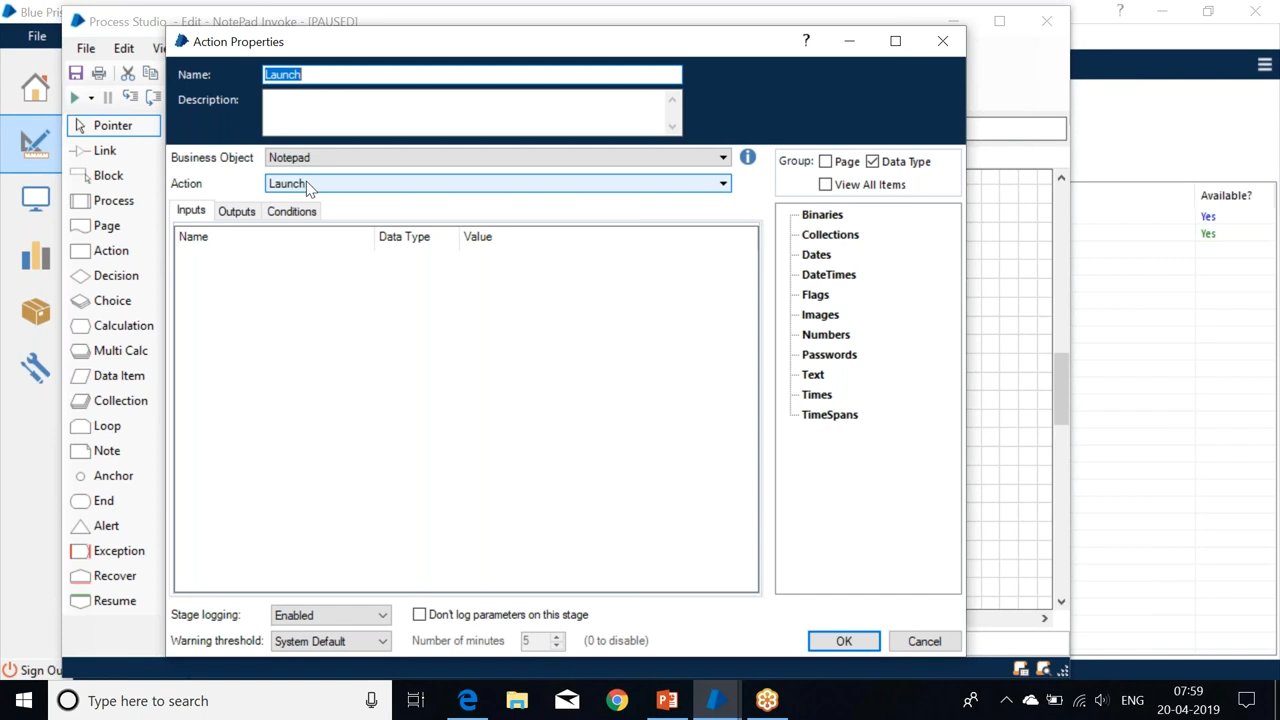 Blue Pris
Process Studio - Edit - NotePad Invoke - [PAUSED]
File
File Edit Vi
Action Properties
?
?
Name: Launch
Description:
Business Object Notepad
Action Launch
Group: Page Data Type
View All Items
Inputs Outputs Conditions
Name Data Type Value
Pointer
Link
Block
Process
Page
Action
Decision
Choice
Calculation
Multi Calc
Data Item
Collection
Loop
Note
Anchor
End
Alert
Exception
Recover
Resume
Binaries
Collections
Dates
DateTimes
Flags
Images
Numbers
Passwords
Text
Times
TimeSpans
Available?
Yes
Yes
Stage logging: Enabled Don't log parameters on this stage
Warning threshold: System Default Number of minutes 5 (0 to disable)
OK Cancel
Sign Ou
Type here to search
ENG
07:59
20-04-2019